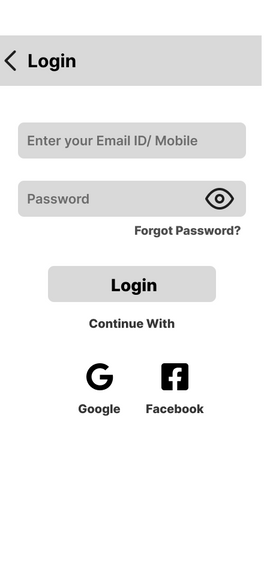 Login
Enter your Email ID/ Mobile
Password
Forgot Password?
Login
Continue With
Google Facebook